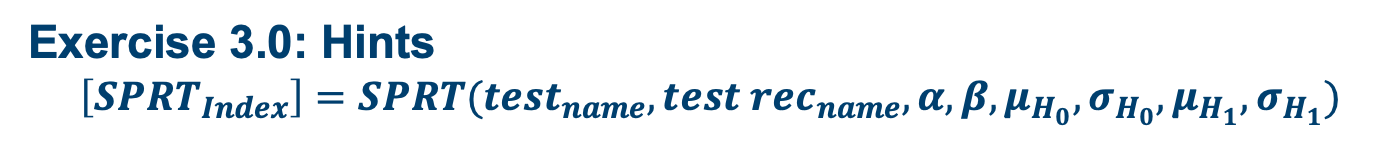 Exercise 3.0: Hints
[SPRT_Index] = SPRT(test_name, test rec_name, α, β, μ_H₀, σ_H₀, μ_H₁, σ_H₁)